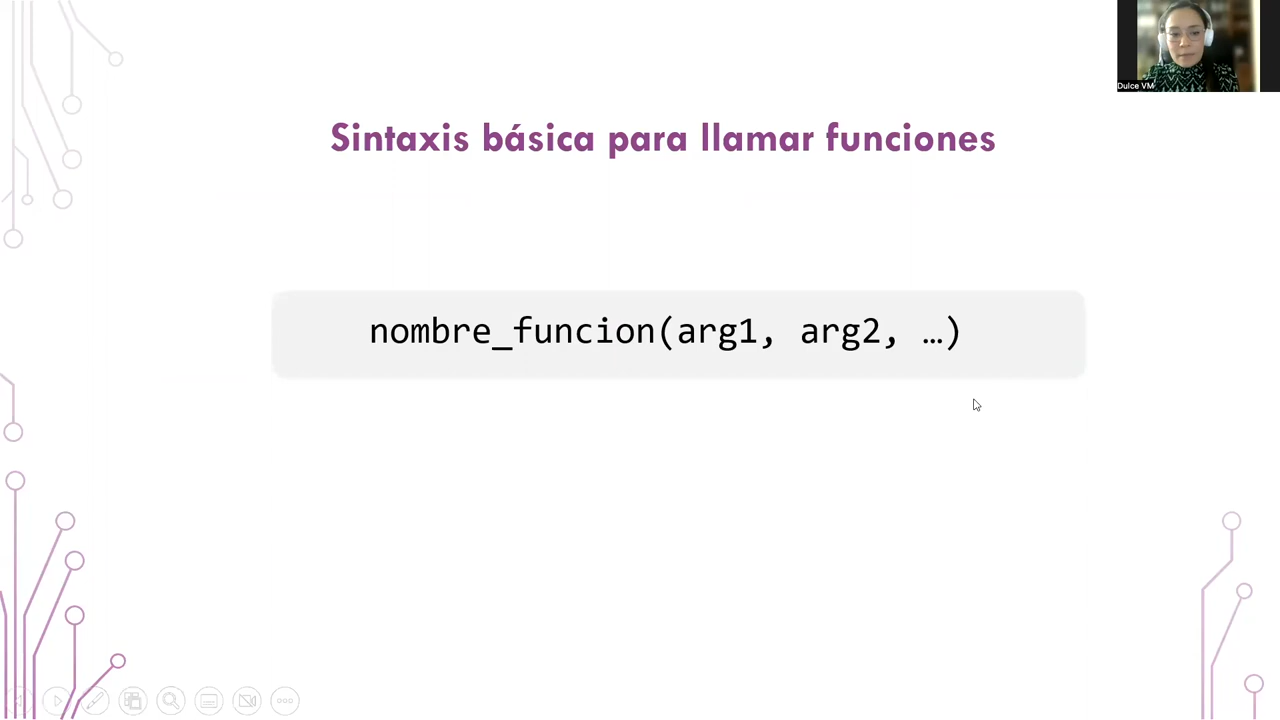 Dulce VM
Sintaxis básica para llamar funciones
nombre_funcion(arg1, arg2, …)